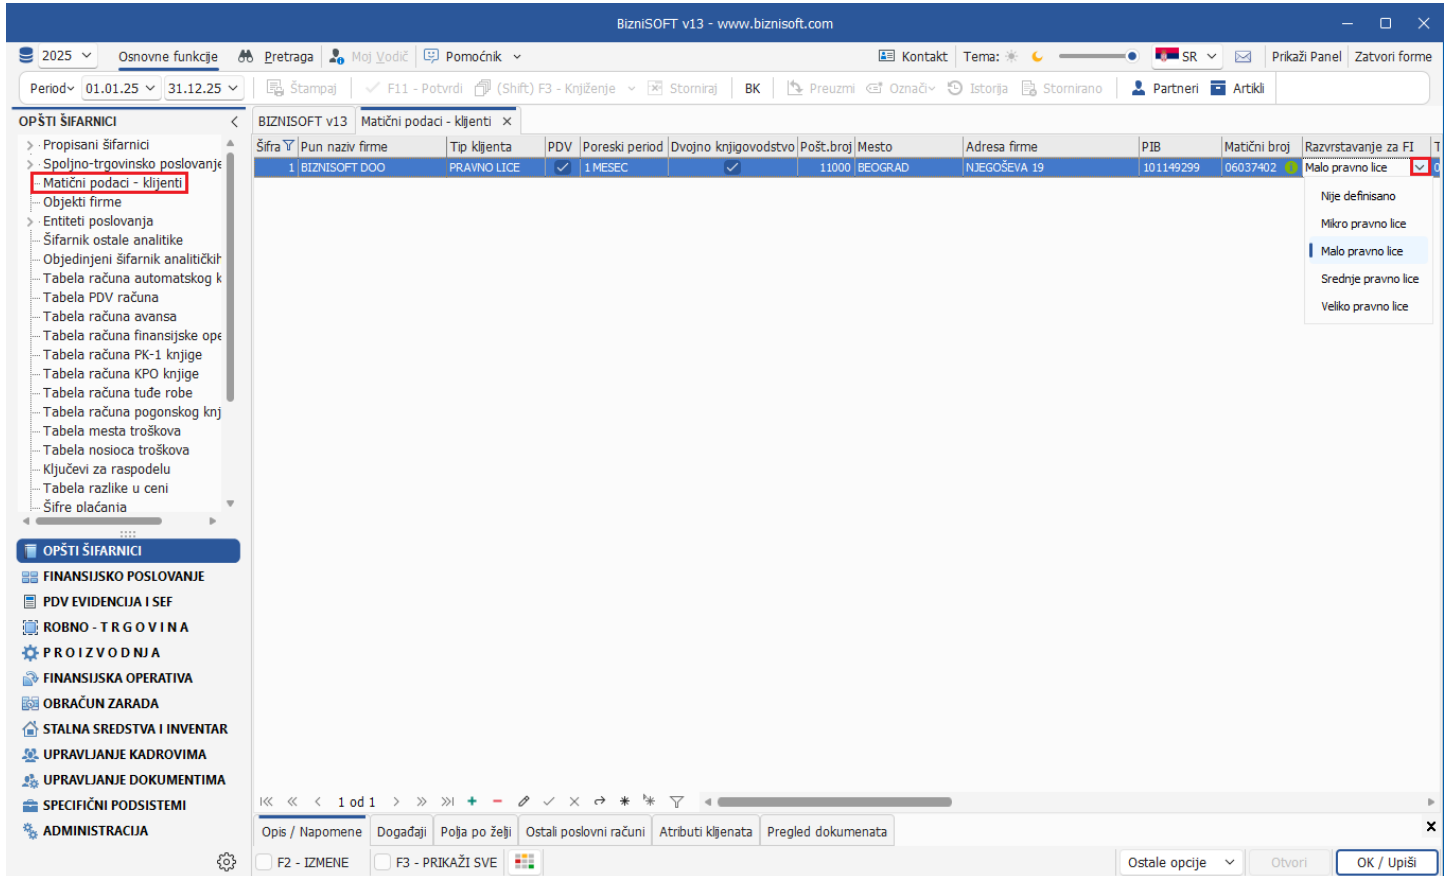 BizniSOFT v13 - www.biznisoft.com
2025 Osnovne funkcije Pretraga Moj Vodič Pomoćnik Kontakt Tema: SR Prikaži Panel Zatvori forme
Period 01.01.25 31.12.25 Štampaj F11 - Potvrdi (Shift) F3 - Knjiženje Storniraj BK Preuzmi Označi Istorija Stornirano Partneri Artikli
OPŠTI ŠIFARNICI
BIZNISOFT v13 Matični podaci - klijenti
Šifra Pun naziv firme Tip klijenta PDV Poreski period Dvojno knjigovodstvo Pošt.broj Mesto Adresa firme PIB Matični broj Razvrstavanje za FI T
1 BIZNISOFT DOO PRAVNO LICE 1 MESEC 11000 BEOGRAD NJEGOŠEVA 19 101149299 06037402 Malo pravno lice 0
Nije definisano
Mikro pravno lice
Malo pravno lice
Srednje pravno lice
Veliko pravno lice
Propisani šifarnici
Spoljno-trgovinsko poslovanje
Matični podaci - klijenti
Objekti firme
Entiteti poslovanja
Šifarnik ostale analitike
Objedinjeni šifarnik analitičkih
Tabela računa automatskog k
Tabela PDV računa
Tabela računa avansa
Tabela računa finansijske ope
Tabela računa PK-1 knjige
Tabela računa KPO knjige
Tabela računa tuđe robe
Tabela računa pogonskog knj
Tabela mesta troškova
Tabela nosioca troškova
Ključevi za raspodelu
Tabela razlike u ceni
Šifre plaćanja
OPŠTI ŠIFARNICI
FINANSIJSKO POSLOVANJE
PDV EVIDENCIJA I SEF
ROBNO - T R G O V I N A
P R O I Z V O D NJ A
FINANSIJSKA OPERATIVA
OBRAČUN ZARADA
STALNA SREDSTVA I INVENTAR
UPRAVLJANJE KADROVIMA
UPRAVLJANJE DOKUMENTIMA
SPECIFIČNI PODSISTEMI
ADMINISTRACIJA
1 od 1
Opis / Napomene Događaji Polja po želji Ostali poslovni računi Atributi klijenata Pregled dokumenata
F2 - IZMENE F3 - PRIKAŽI SVE Ostale opcije Otvori OK / Upiši